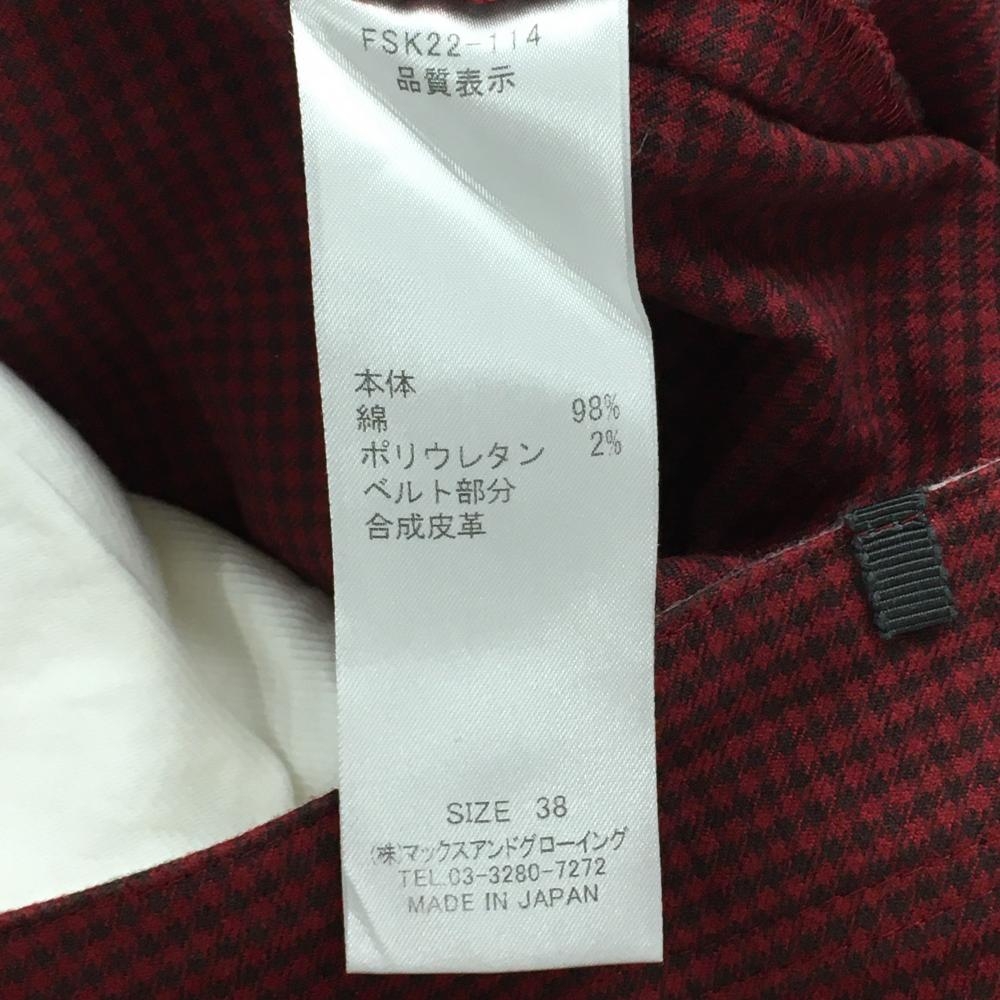 FSK22-114
品質表示
本体
綿 98%
ポリウレタン 2%
ベルト部分
合成皮革
SIZE 38
(株)マックスアンドグローイング
TEL.03-3280-7272
MADE IN JAPAN